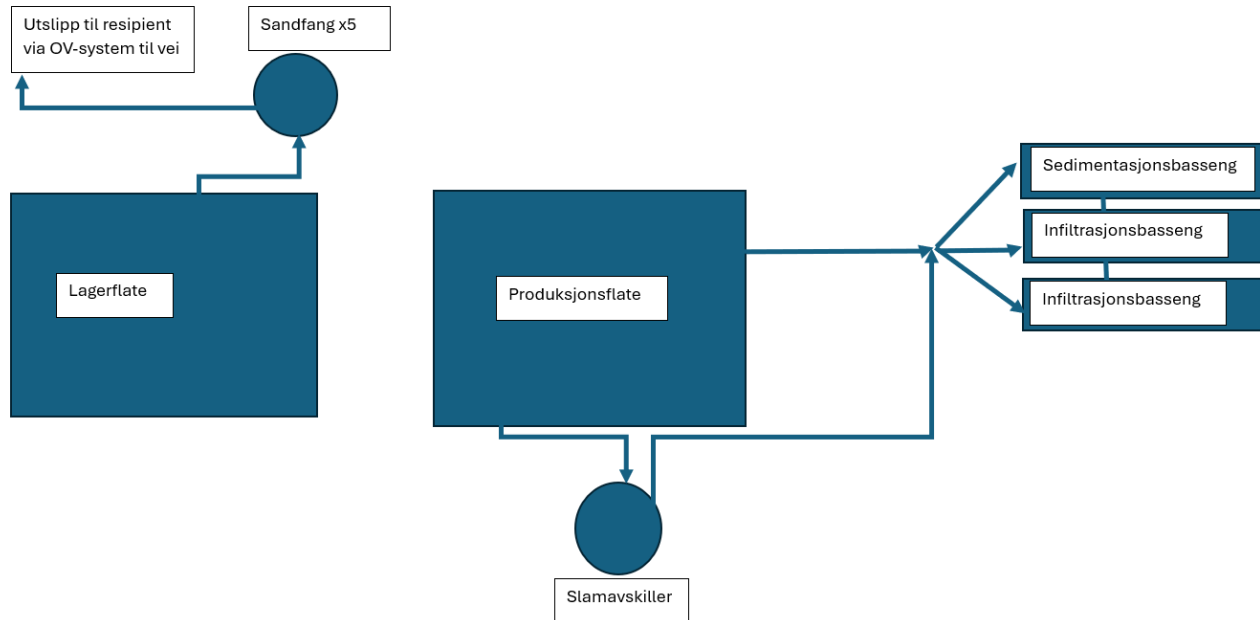 Utslipp til resipient
via OV-system til vei
Sandfang x5
Sedimentasjonsbasseng
Infiltrasjonsbasseng
Infiltrasjonsbasseng
Lagerflate
Produksjonsflate
Slamavskiller